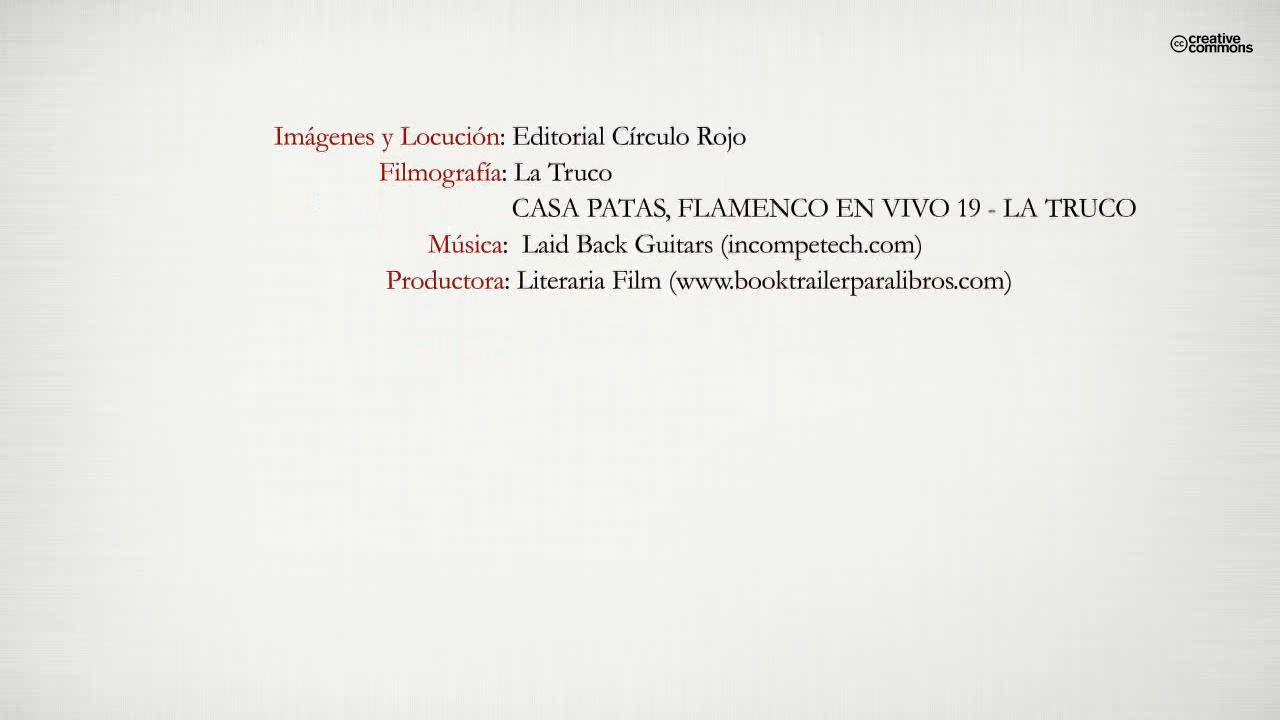 cc creative
commons
Imágenes y Locución: Editorial Círculo Rojo
Filmografía: La Truco
CASA PATAS, FLAMENCO EN VIVO 19 - LA TRUCO
Música: Laid Back Guitars (incompetech.com)
Productora: Literaria Film (www.booktrailerparalibros.com)